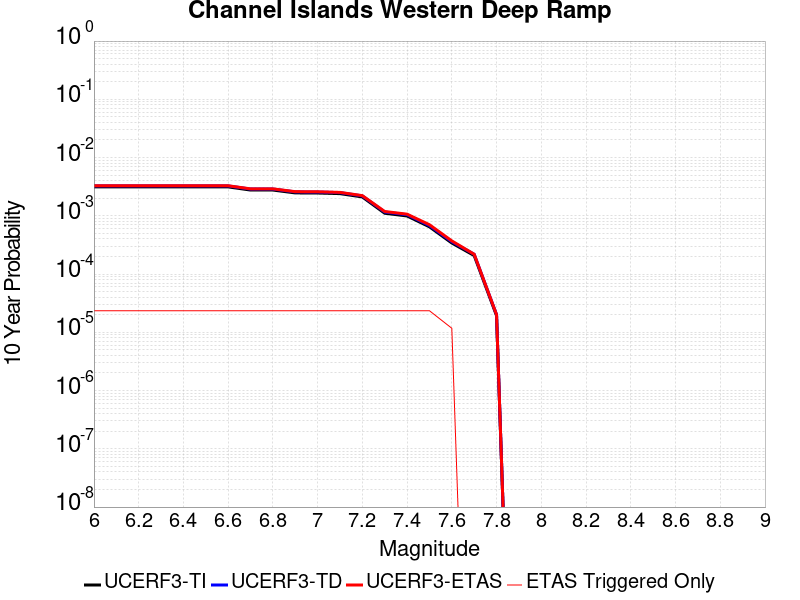 Channel Islands Western Deep Ramp
10 Year Probability
10^0
10^-1
10^-2
10^-3
10^-4
10^-5
10^-6
10^-7
10^-8
6 6.2 6.4 6.6 6.8 7 7.2 7.4 7.6 7.8 8 8.2 8.4 8.6 8.8 9
Magnitude
UCERF3-TI UCERF3-TD UCERF3-ETAS ETAS Triggered Only